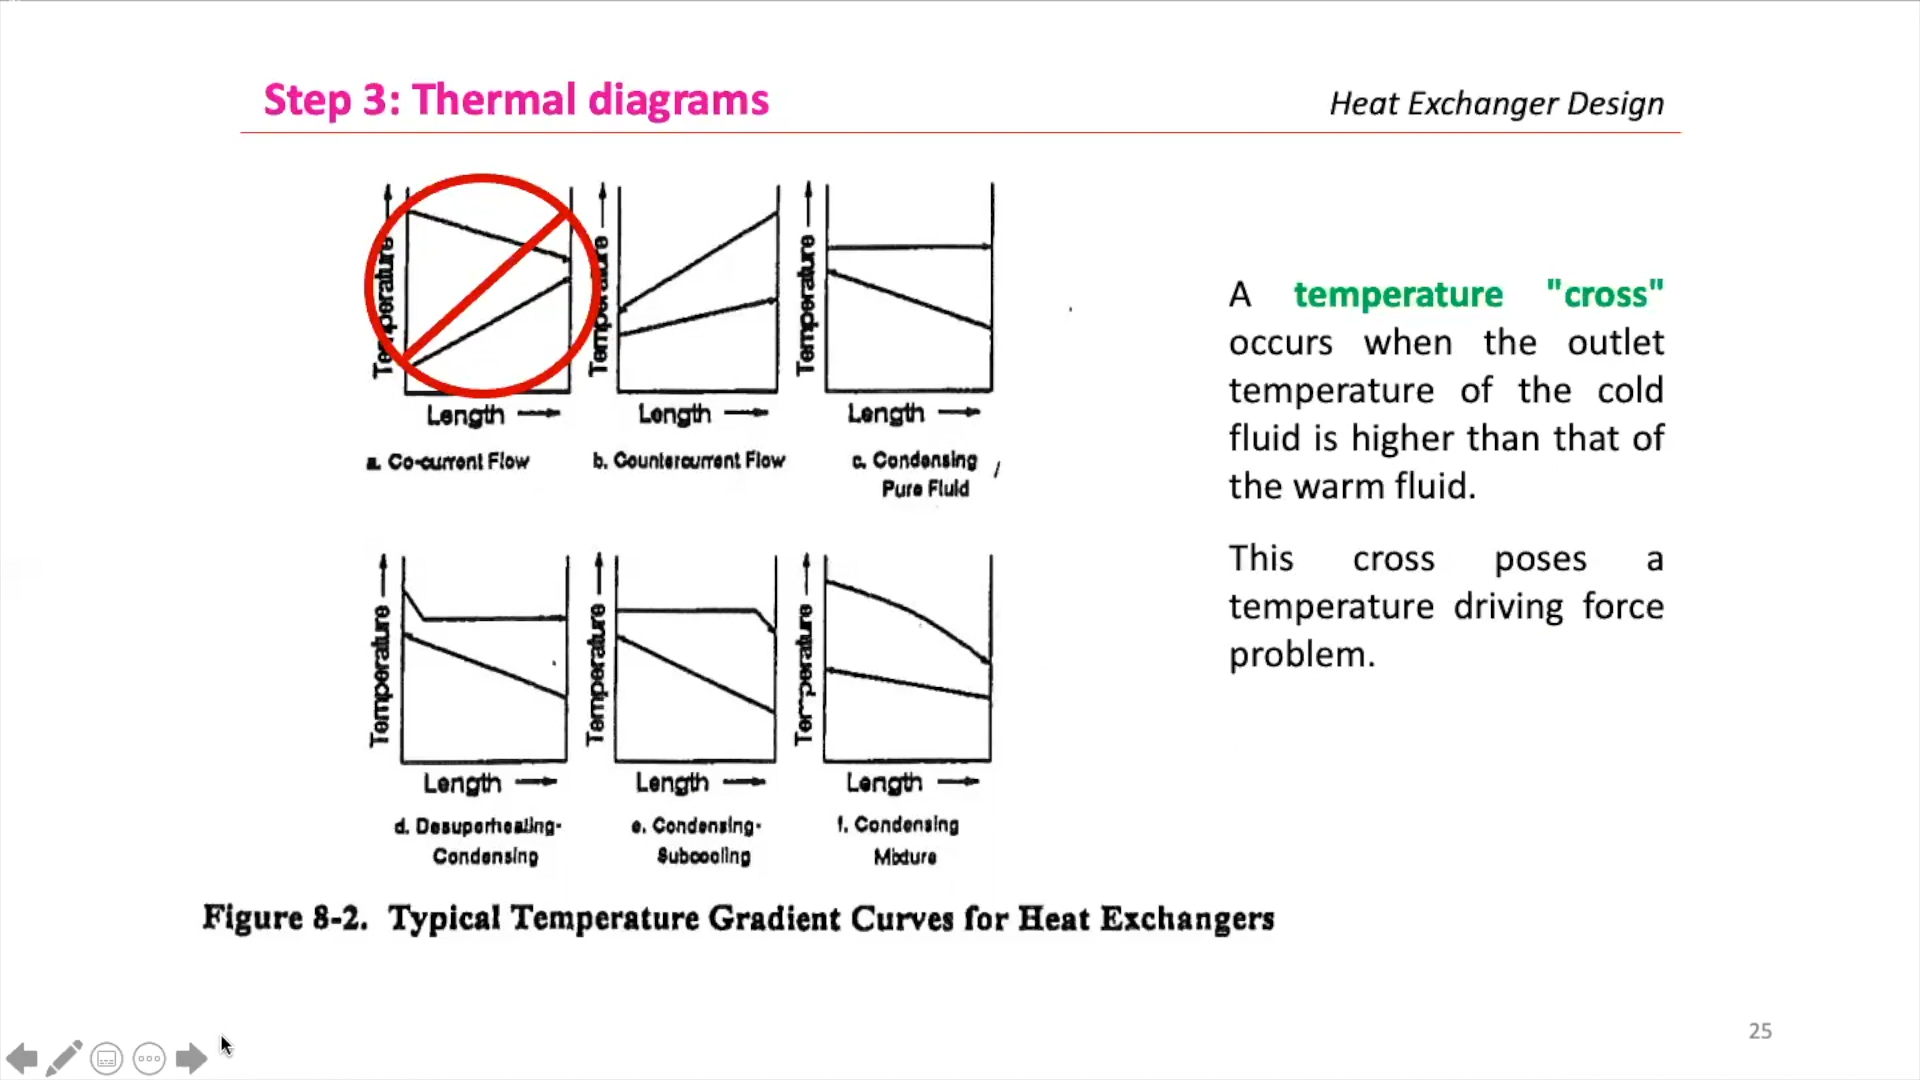 Step 3: Thermal diagrams
Heat Exchanger Design
Temperature
Temperature
Temperature
Length
Length
Length
a. Co-current Flow
b. Countercurrent Flow
c. Condensing
Pure Fluid
Temperature
Temperature
Temperature
Length
Length
Length
d. Desuperheating-
Condensing
e. Condensing-
Subcooling
f. Condensing
Mixture
Figure 8-2. Typical Temperature Gradient Curves for Heat Exchangers
A temperature "cross"
occurs when the outlet
temperature of the cold
fluid is higher than that of
the warm fluid.
This cross poses a
temperature driving force
problem.
25